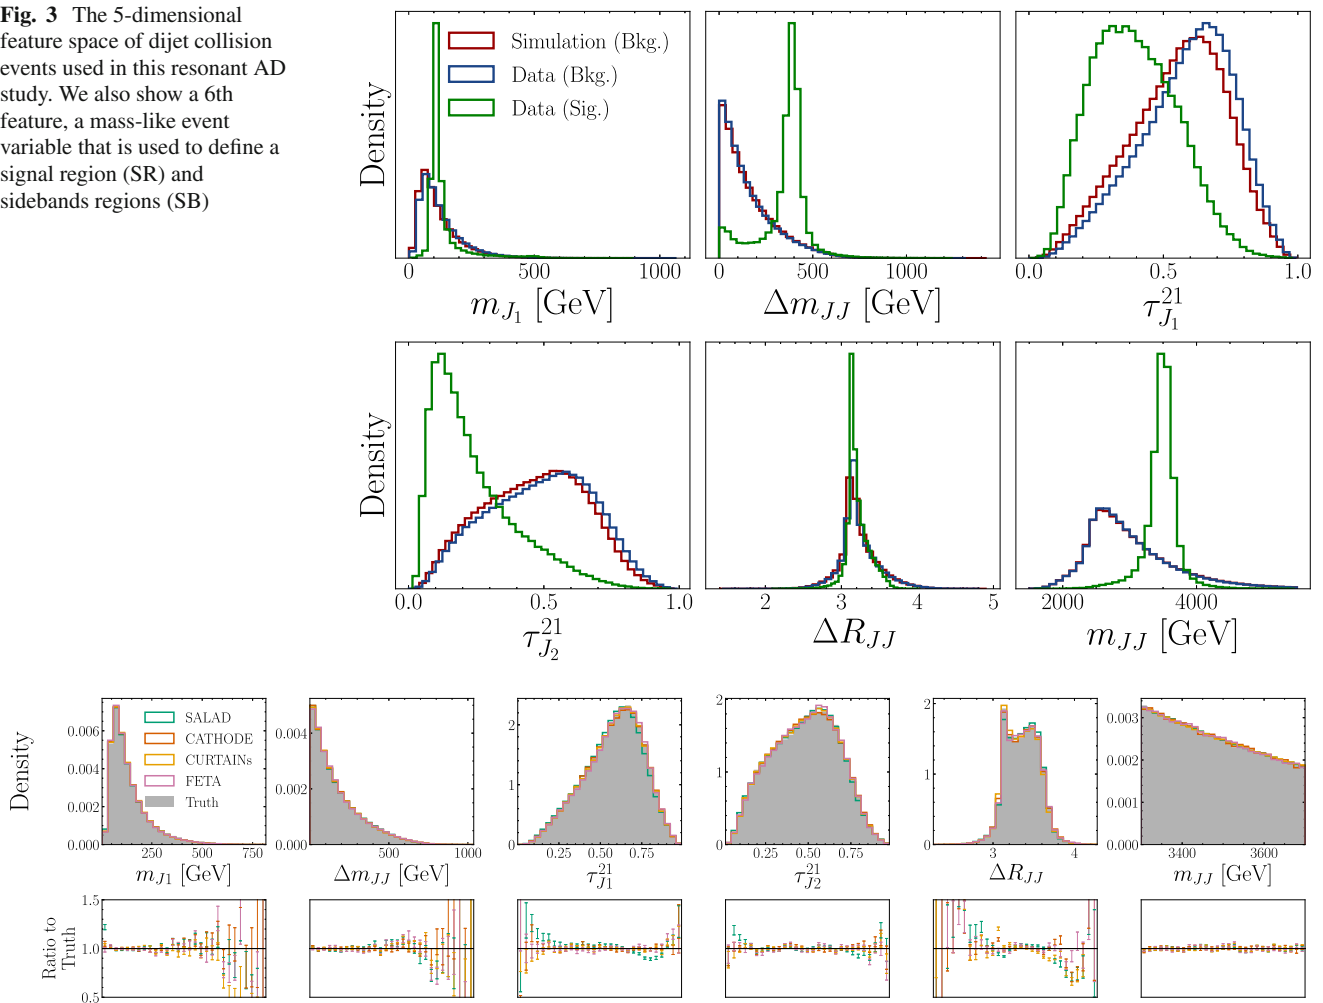 Fig. 3 The 5-dimensional
feature space of dijet collision
events used in this resonant AD
study. We also show a 6th
feature, a mass-like event
variable that is used to define a
signal region (SR) and
sidebands regions (SB)
Density
Simulation (Bkg.)
Data (Bkg.)
Data (Sig.)
0 500 1000
m_{J_1} [GeV]
0 500 1000
Δm_{JJ} [GeV]
0.0 0.5 1.0
τ^{21}_{J_1}
Density
0.0 0.5 1.0
τ^{21}_{J_2}
2 3 4 5
ΔR_{JJ}
2000 4000
m_{JJ} [GeV]
Density
0.006
0.004
0.002
0.000
SALAD
CATHODE
CURTAINs
FETA
Truth
250 500 750
m_{J1} [GeV]
0.004
0.002
0.000
500 1000
Δm_{JJ} [GeV]
2
1
0
0.25 0.50 0.75
τ^{21}_{J1}
2
1
0
0.25 0.50 0.75
τ^{21}_{J2}
2
1
0
3 4
ΔR_{JJ}
0.003
0.002
0.001
0.000
3400 3600
m_{JJ} [GeV]
Ratio to
Truth
1.5
1.0
0.5